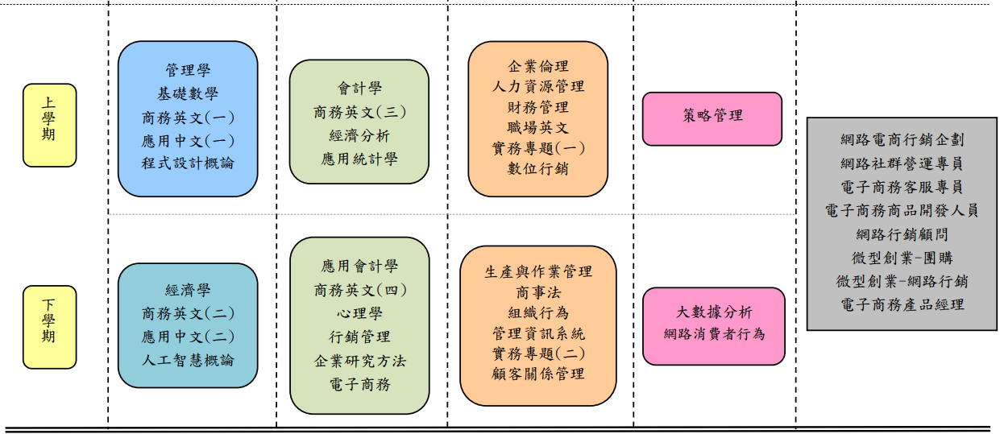 上學期
管理學
基礎數學
商務英文(一)
應用中文(一)
程式設計概論
會計學
商務英文(三)
經濟分析
應用統計學
企業倫理
人力資源管理
財務管理
職場英文
實務專題(一)
數位行銷
策略管理
下學期
經濟學
商務英文(二)
應用中文(二)
人工智慧概論
應用會計學
商務英文(四)
心理學
行銷管理
企業研究方法
電子商務
生產與作業管理
商事法
組織行為
管理資訊系統
實務專題(二)
顧客關係管理
大數據分析
網路消費者行為
網路電商行銷企劃
網路社群營運專員
電子商務客服專員
電子商務商品開發人員
網路行銷顧問
微型創業-團購
微型創業-網路行銷
電子商務產品經理